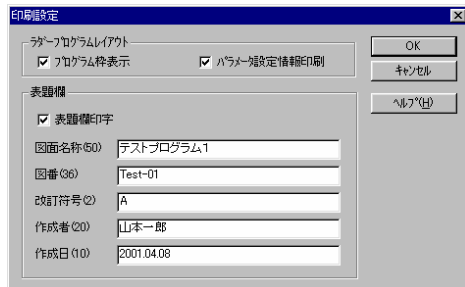 印刷設定
ラダープログラムレイアウト
プログラム枠表示
パラメータ設定情報印刷
OK
キャンセル
ヘルプ(H)
表題欄
表題欄印字
図面名称(50) テストプログラム1
図番(36) Test-01
改訂符号(2) A
作成者(20) 山本一郎
作成日(10) 2001.04.08